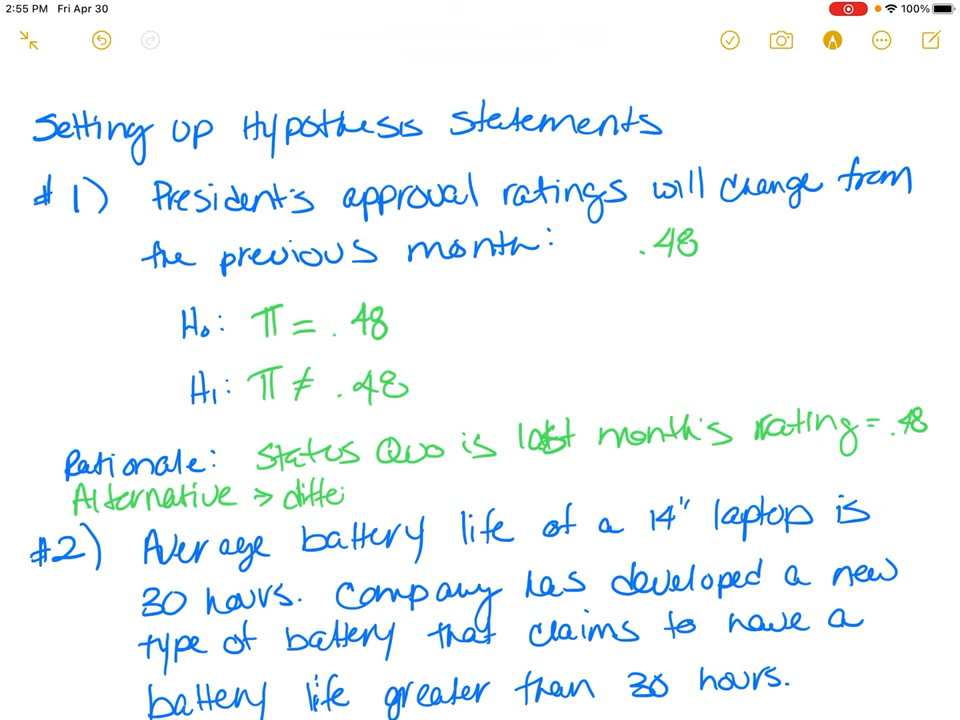 2:55 PM Fri Apr 30
100%
Setting up Hypothesis Statements
#1) President's approval ratings will change from
the previous month: .48
H₀: π = .48
H₁: π ≠ .48
Rationale: States Quo is last month's rating = .48
Alternative => diffe
#2) Average battery life of a 14" laptop is
30 hours. Company has developed a new
type of battery that claims to have a
battery life greater than 30 hours.